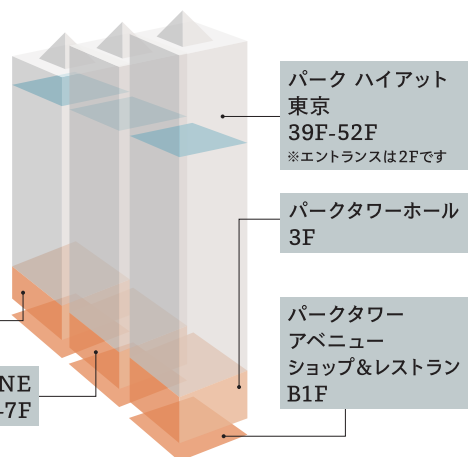 パーク ハイアット
東京
39F-52F
※エントランスは2Fです
パークタワーホール
3F
パークタワー
アベニュー
ショップ&レストラン
B1F
NE
-7F